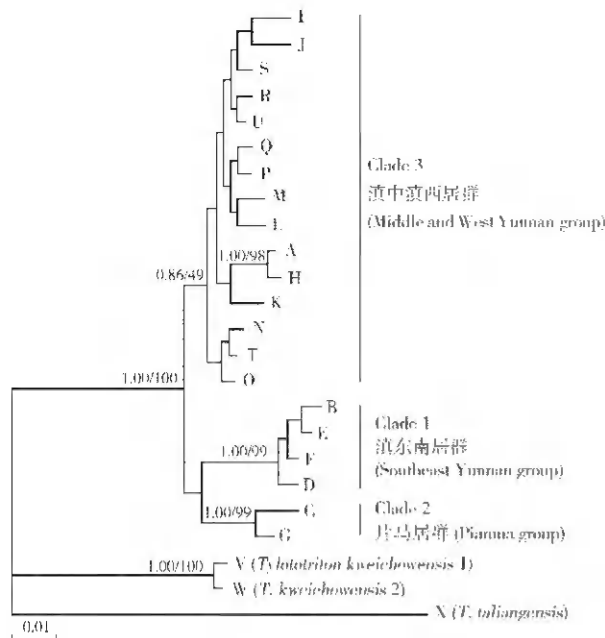 I
J
S
R
U
Q
P
M
L
1.00/98
A
H
K
0.86/49
N
T
O
Clade 3
滇中滇西居群
(Middle and West Yunnan group)
1.00/100
B
E
1.00/99
F
D
Clade 1
滇东南居群
(Southeast Yunnan group)
1.00/99
C
G
Clade 2
片马居群 (Pianma group)
1.00/100
V (Tylototriton kweichowensis 1)
W (T. kweichowensis 2)
X (T. taliangensis)
0.01